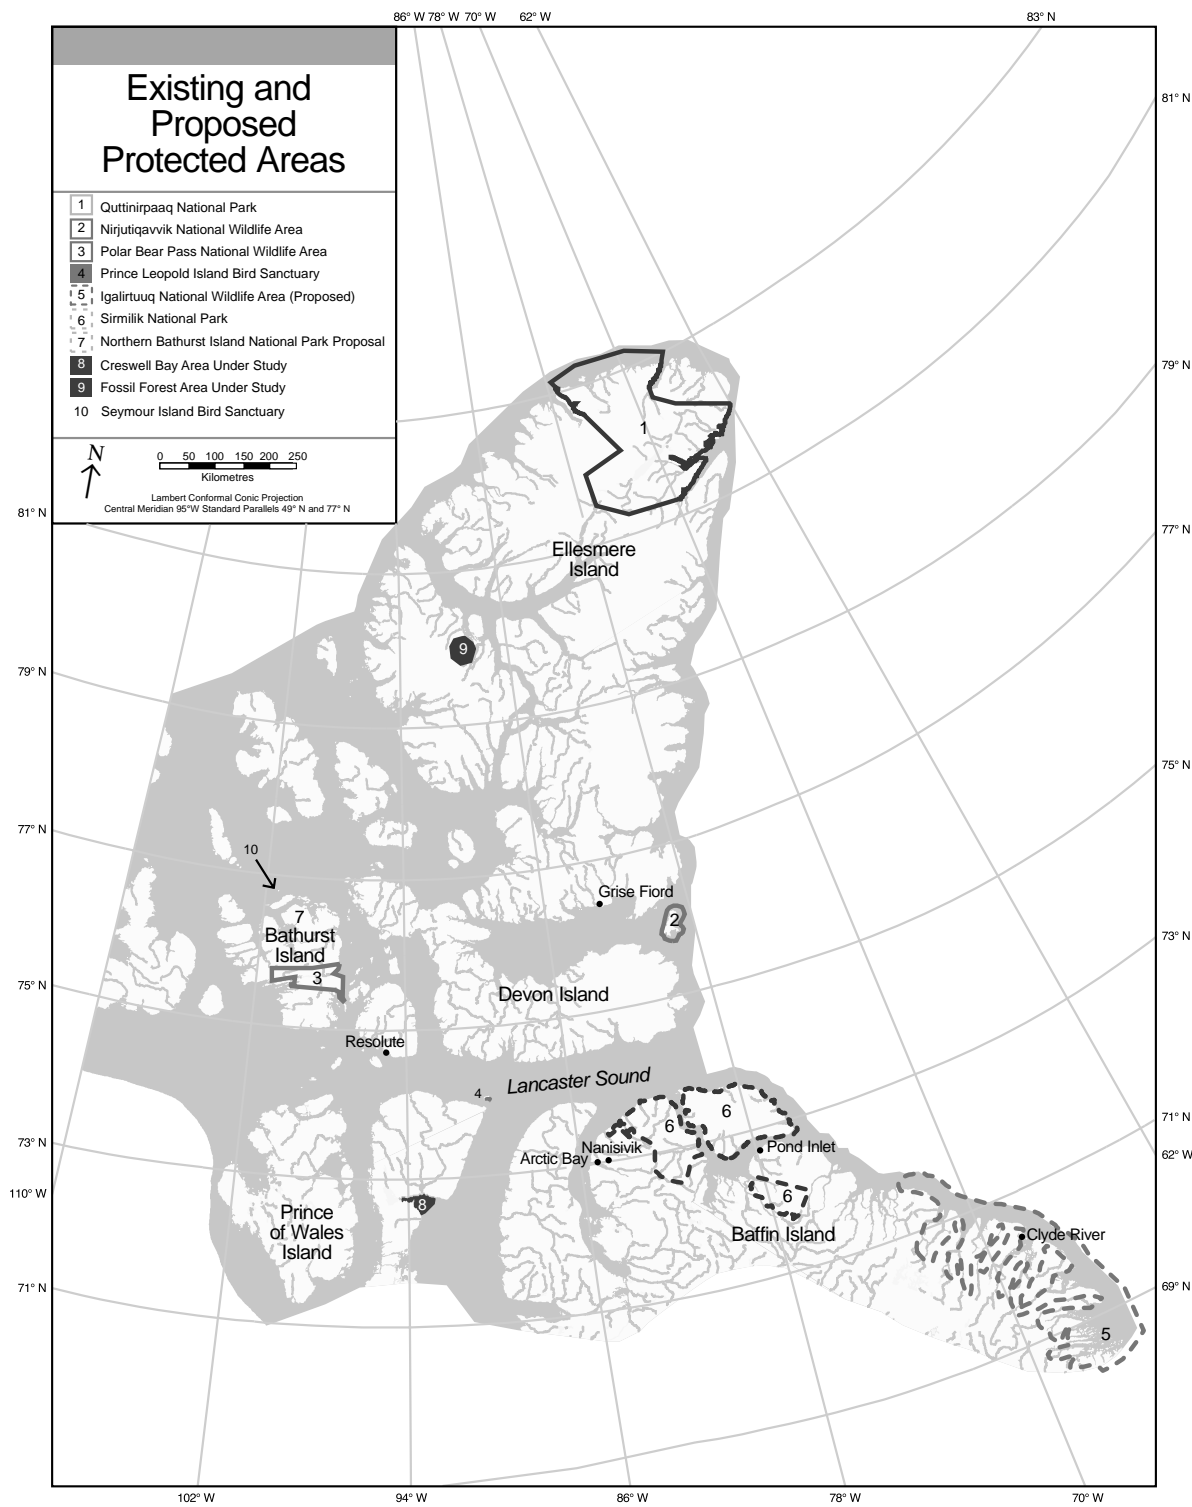 86° W 78° W 70° W 62° W 83° N
Existing and
Proposed
Protected Areas
1 Quttinirpaaq National Park
2 Nirjutiqavvik National Wildlife Area
3 Polar Bear Pass National Wildlife Area
4 Prince Leopold Island Bird Sanctuary
5 Igalirtuuq National Wildlife Area (Proposed)
6 Sirmilik National Park
7 Northern Bathurst Island National Park Proposal
8 Creswell Bay Area Under Study
9 Fossil Forest Area Under Study
10 Seymour Island Bird Sanctuary
N
0 50 100 150 200 250
Kilometres
Lambert Conformal Conic Projection
Central Meridian 95°W Standard Parallels 49° N and 77° N
81° N
79° N
1
81° N
77° N
Ellesmere
Island
9
79° N
75° N
77° N
10
Grise Fiord
7
2
Bathurst
Island
73° N
3
75° N
Devon Island
Resolute
Lancaster Sound
4
6
71° N
6
73° N
Nanisivik
Pond Inlet
62° W
Arctic Bay
110° W
6
8
Prince
of Wales
Island
Baffin Island
Clyde River
71° N
69° N
5
102° W 94° W 86° W 78° W 70° W